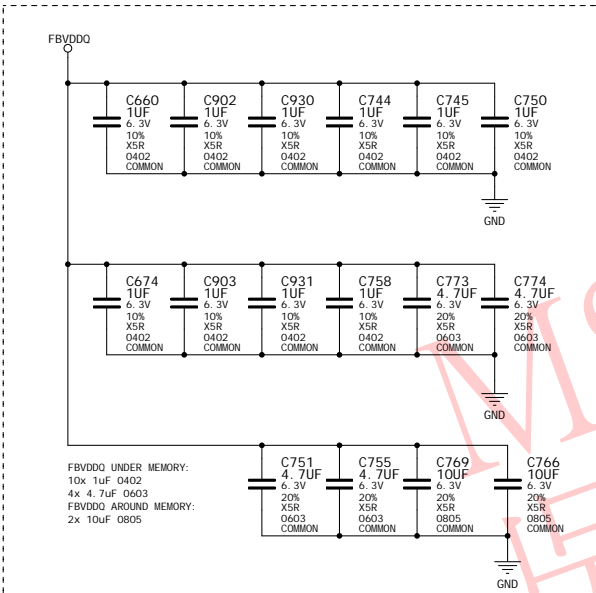 FBVDDQ
C660
1UF
6.3V
10%
X5R
0402
COMMON
C902
1UF
6.3V
10%
X5R
0402
COMMON
C930
1UF
6.3V
10%
X5R
0402
COMMON
C744
1UF
6.3V
10%
X5R
0402
COMMON
C745
1UF
6.3V
10%
X5R
0402
COMMON
C750
1UF
6.3V
10%
X5R
0402
COMMON
GND
C674
1UF
6.3V
10%
X5R
0402
COMMON
C903
1UF
6.3V
10%
X5R
0402
COMMON
C931
1UF
6.3V
10%
X5R
0402
COMMON
C758
1UF
6.3V
10%
X5R
0402
COMMON
C773
4.7UF
6.3V
20%
X5R
0603
COMMON
C774
4.7UF
6.3V
20%
X5R
0603
COMMON
GND
FBVDDQ UNDER MEMORY:
10x 1uF 0402
4x 4.7uF 0603
FBVDDQ AROUND MEMORY:
2x 10uF 0805
C751
4.7UF
6.3V
20%
X5R
0603
COMMON
C755
4.7UF
6.3V
20%
X5R
0603
COMMON
C769
10UF
6.3V
20%
X5R
0805
COMMON
C766
10UF
6.3V
20%
X5R
0805
COMMON
GND